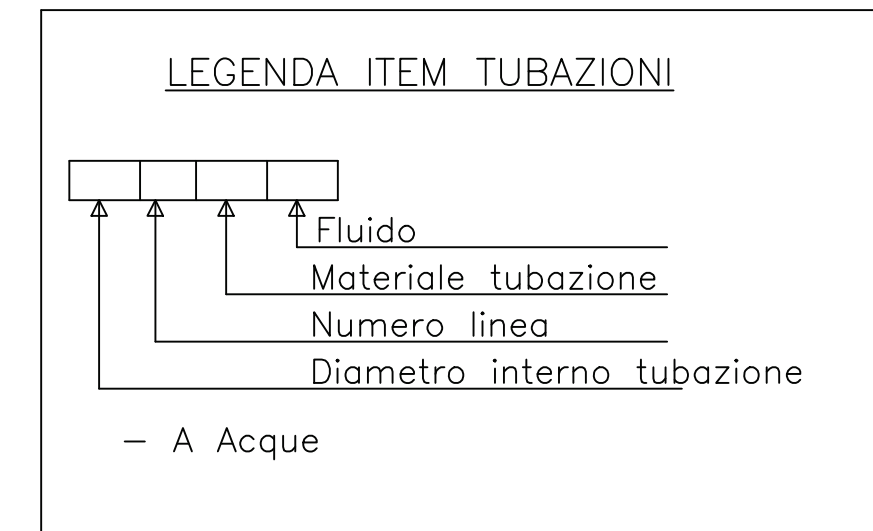 LEGENDA ITEM TUBAZIONI
Fluido
Materiale tubazione
Numero linea
Diametro interno tubazione
- A Acque